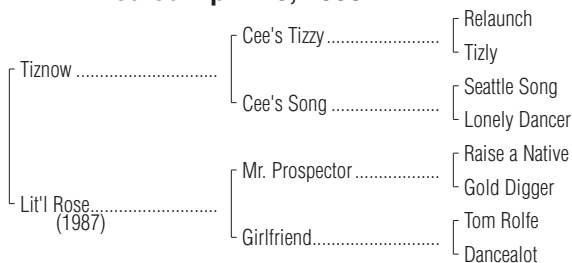 Relaunch
Cee's Tizzy
Tizly
Tiznow
Seattle Song
Cee's Song
Lonely Dancer
Raise a Native
Mr. Prospector
Gold Digger
Lit'l Rose
(1987)
Tom Rolfe
Girlfriend
Dancealot